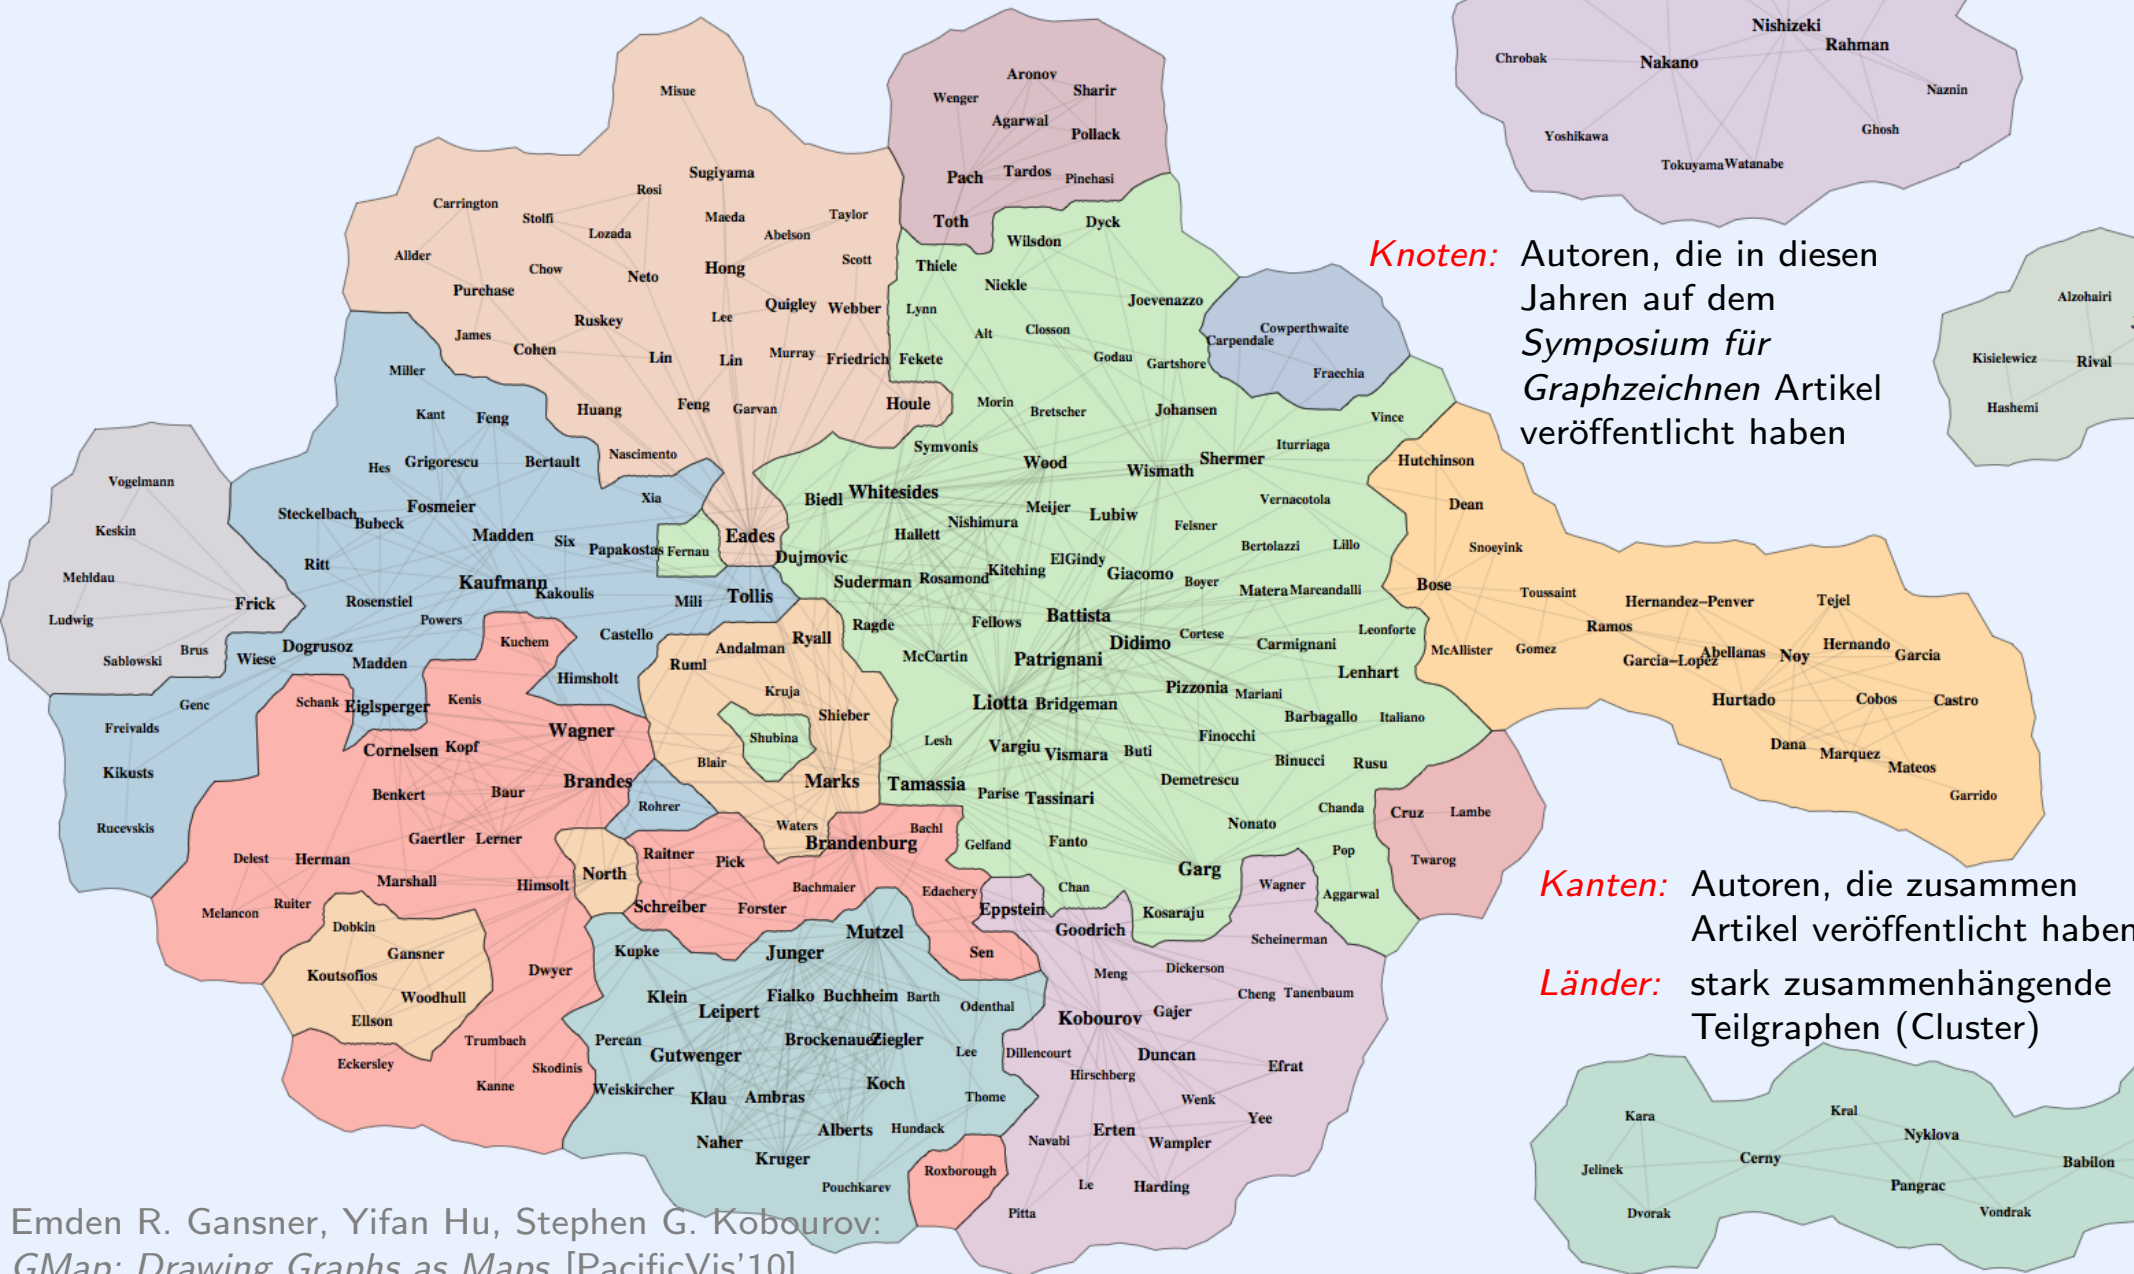 Nishizeki
Rahman
Chrobak
Nakano
Naznin
Yoshikawa
Ghosh
Tokuyama Watanabe
Misue
Aronov
Wenger
Sharir
Agarwal
Pollack
Pach
Tardos
Pinchasi
Toth
Sugiyama
Rosi
Carrington
Stolfi
Maeda
Taylor
Lozada
Abelson
Allder
Chow
Neto
Hong
Scott
Purchase
Quigley
Webber
Ruskey
Lee
James
Cohen
Lin
Lin
Murray
Friedrich
Huang
Feng
Garvan
Houle
Nascimento
Eades
Dyck
Wilsdon
Thiele
Nickle
Joevenazzo
Lynn
Alt
Closson
Fekete
Godau
Gartshore
Morin
Bretscher
Johansen
Vince
Symvonis
Iturriaga
Wood
Wismath
Shermer
Biedl
Whitesides
Vernacotola
Meijer
Lubiw
Nishimura
Felsner
Hallett
Bertolazzi
Lillo
Dujmovic
ElGindy
Kitching
Giacomo
Suderman
Rosamond
Boyer
Matera
Marcandalli
Battista
Ragde
Fellows
Didimo
Cortese
Leonforte
Carmignani
McCartin
Patrignani
Lenhart
Pizzonia
Mariani
Liotta
Bridgeman
Barbagallo
Italiano
Lesh
Vargiu
Vismara
Buti
Finocchi
Binucci
Rusu
Tamassia
Parise
Tassinari
Demetrescu
Chanda
Nonato
Gelfand
Fanto
Pop
Garg
Chan
Aggarwal
Kosaraju
Cowperthwaite
Carpendale
Fracchia
Knoten: Autoren, die in diesen
Jahren auf dem
Symposium für
Graphzeichnen Artikel
veröffentlicht haben
Alzohairi
Kisielewicz
Rival
Hashemi
Miller
Kant
Feng
Hes
Grigorescu
Bertault
Xia
Steckelbach
Fosmeier
Bubeck
Madden
Six
Papakostas
Fernau
Ritt
Kaufmann
Kakoulis
Rosenstiel
Mili
Tollis
Powers
Castello
Dogrusoz
Wiese
Madden
Himsholt
Genc
Eiglsperger
Freivalds
Kikusts
Rucevskis
Rohrer
Vogelmann
Keskin
Mehldau
Frick
Ludwig
Brus
Sablowski
Hutchinson
Dean
Snoeyink
Bose
Toussaint
Hernandez-Penver
Tejel
Ramos
McAllister
Gomez
Hernando
Abellanas
Garcia-Lopez
Noy
Garcia
Hurtado
Cobos
Castro
Dana
Marquez
Mateos
Garrido
Kuchem
Schank
Kenis
Wagner
Cornelsen
Kopf
Brandes
Benkert
Baur
Gaertler
Lerner
Delest
Herman
Marshall
Himsolt
Melancon
Ruiter
Dwyer
Trumbach
Eckersley
Skodinis
Kanne
Andalman
Ryall
Ruml
Kruja
Shieber
Shubina
Blair
Marks
Waters
North
Bachl
Brandenburg
Raitner
Pick
Bachmaier
Edachery
Schreiber
Forster
Sen
Dobkin
Gansner
Koutsofios
Woodhull
Ellson
Cruz
Lambe
Twarog
Kanten: Autoren, die zusammen
Artikel veröffentlicht haben
Länder: stark zusammenhängende
Teilgraphen (Cluster)
Mutzel
Kupke
Junger
Klein
Fialko
Buchheim
Barth
Leipert
Odenthal
Percan
Brockenauer
Ziegler
Gutwenger
Lee
Weiskircher
Koch
Klau
Ambras
Thome
Alberts
Hundack
Naher
Kruger
Pouchkarev
Roxborough
Wagner
Eppstein
Goodrich
Scheinerman
Meng
Dickerson
Cheng
Tanenbaum
Kobourov
Gajer
Dillencourt
Duncan
Hirschberg
Efrat
Wenk
Yee
Navabi
Erten
Wampler
Le
Harding
Pitta
Kara
Kral
Nyklova
Cerny
Jelinek
Babilon
Pangrac
Dvorak
Vondrak
Emden R. Gansner, Yifan Hu, Stephen G. Kobourov:
GMap: Drawing Graphs as Maps [PacificVis'10]